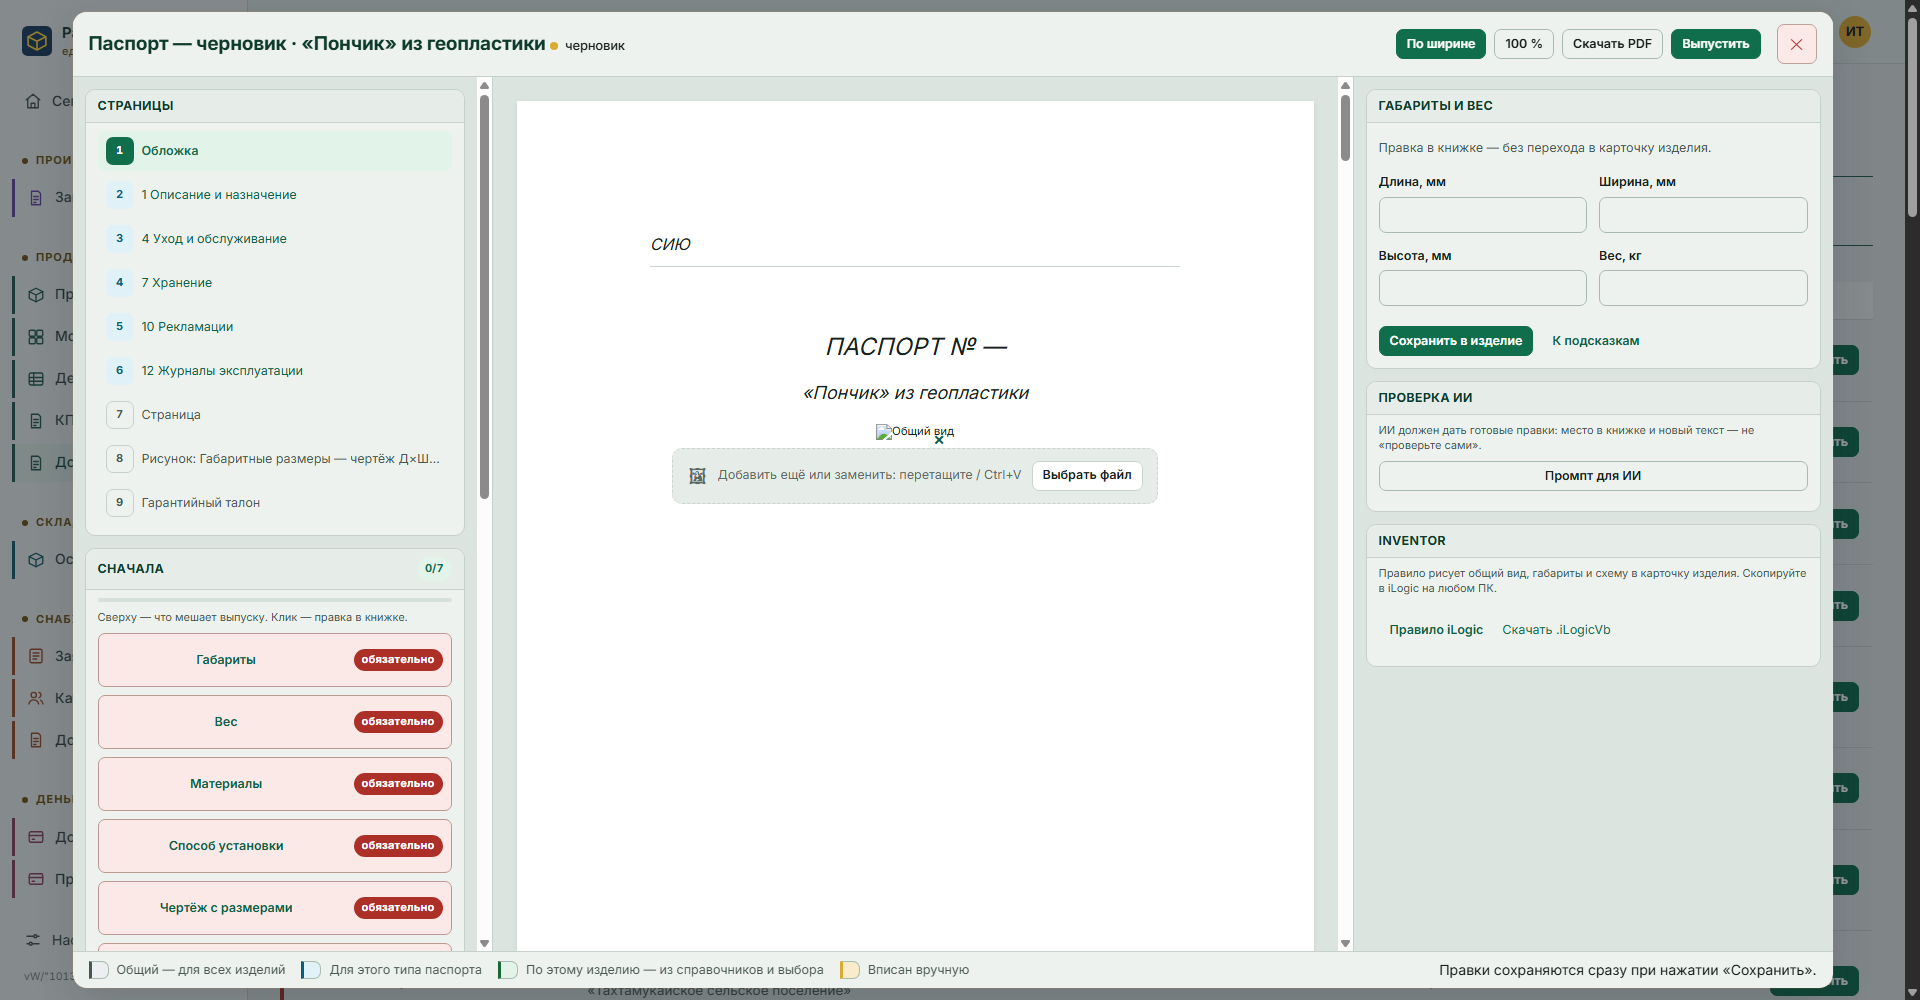 Паспорт — черновик · «Пончик» из геопластики
черновик
По ширине
100 %
Скачать PDF
Выпустить
ИТ
СТРАНИЦЫ
1 Обложка
2 1 Описание и назначение
3 4 Уход и обслуживание
4 7 Хранение
5 10 Рекламации
6 12 Журналы эксплуатации
7 Страница
8 Рисунок: Габаритные размеры — чертёж Д×Ш...
9 Гарантийный талон
СНАЧАЛА 0/7
Сверху — что мешает выпуску. Клик — правка в книжке.
Габариты обязательно
Вес обязательно
Материалы обязательно
Способ установки обязательно
Чертёж с размерами обязательно
СИЮ
ПАСПОРТ № —
«Пончик» из геопластики
Общий вид
Добавить ещё или заменить: перетащите / Ctrl+V
Выбрать файл
ГАБАРИТЫ И ВЕС
Правка в книжке — без перехода в карточку изделия.
Длина, мм
Ширина, мм
Высота, мм
Вес, кг
Сохранить в изделие
К подсказкам
ПРОВЕРКА ИИ
ИИ должен дать готовые правки: место в книжке и новый текст — не
«проверьте сами».
Промпт для ИИ
INVENTOR
Правило рисует общий вид, габариты и схему в карточку изделия. Скопируйте
в iLogic на любом ПК.
Правило iLogic
Скачать .iLogicVb
Общий — для всех изделий
Для этого типа паспорта
По этому изделию — из справочников и выбора
Вписан вручную
Правки сохраняются сразу при нажатии «Сохранить».
«Тахтамукайское сельское поселение»